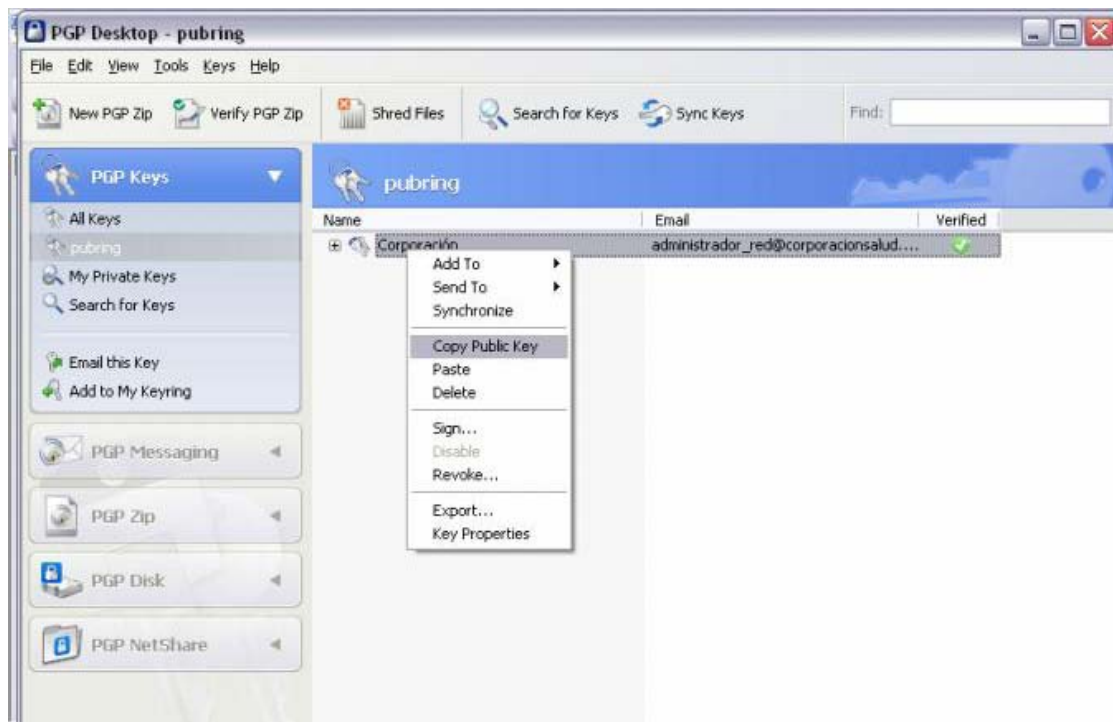 PGP Desktop - pubring
File Edit View Tools Keys Help
New PGP Zip Verify PGP Zip Shred Files Search for Keys Sync Keys Find:
PGP Keys
All Keys
pubring
My Private Keys
Search for Keys
Email this Key
Add to My Keyring
PGP Messaging
PGP Zip
PGP Disk
PGP NetShare
pubring
Name Email Verified
Corporación administrador_red@corporacionsalud....
Add To
Send To
Synchronize
Copy Public Key
Paste
Delete
Sign...
Disable
Revoke...
Export...
Key Properties